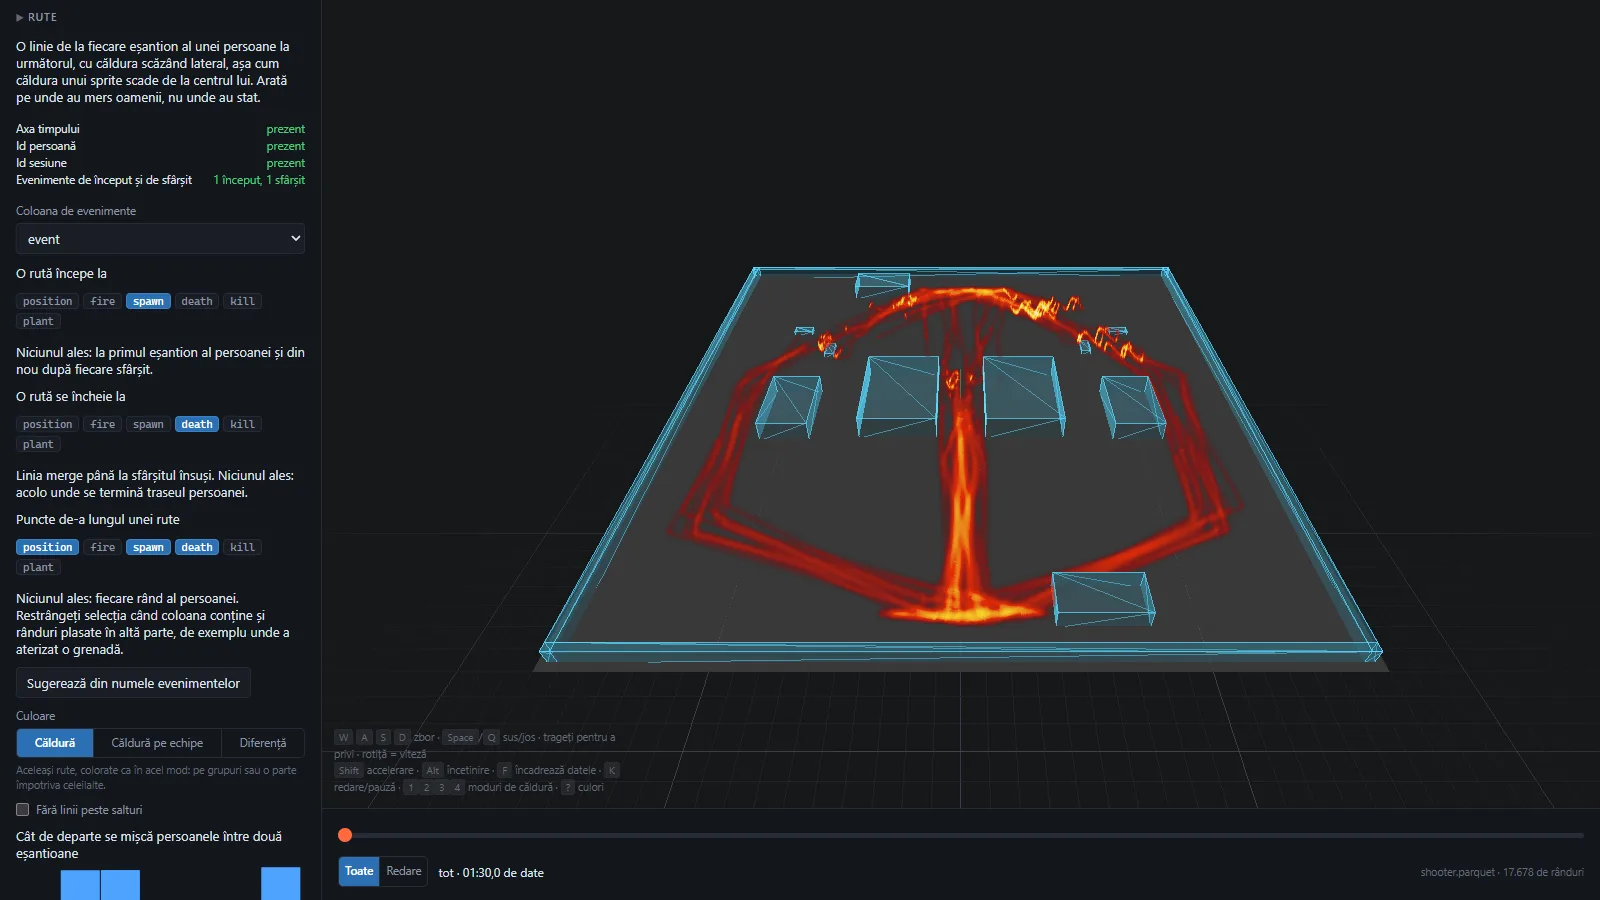 ▶ RUTE
O linie de la fiecare eșantion al unei persoane la
următorul, cu căldura scăzând lateral, așa cum
căldura unui sprite scade de la centrul lui. Arată
pe unde au mers oamenii, nu unde au stat.
Axa timpului prezent
Id persoană prezent
Id sesiune prezent
Evenimente de început și de sfârșit 1 început, 1 sfârșit
Coloana de evenimente
event
O rută începe la
position fire spawn death kill
plant
Niciunul ales: la primul eșantion al persoanei și din
nou după fiecare sfârșit.
O rută se încheie la
position fire spawn death kill
plant
Linia merge până la sfârșitul însuși. Niciunul ales:
acolo unde se termină traseul persoanei.
Puncte de-a lungul unei rute
position fire spawn death kill
plant
Niciunul ales: fiecare rând al persoanei.
Restrângeți selecția când coloana conține și
rânduri plasate în altă parte, de exemplu unde a
aterizat o grenadă.
Sugerează din numele evenimentelor
Culoare
Căldură Căldură pe echipe Diferență
Aceleași rute, colorate ca în acel mod: pe grupuri sau o parte
împotriva celeilalte.
Fără linii peste salturi
Cât de departe se mișcă persoanele între două
eșantioane
W A S D zbor · Space / Q sus/jos · trageți pentru a
privi · rotiță = viteză
Shift accelerare · Alt încetinire · F încadrează datele · K
redare/pauză · 1 2 3 4 moduri de căldură · ? culori
Toate Redare tot · 01:30,0 de date
shooter.parquet · 17.678 de rânduri